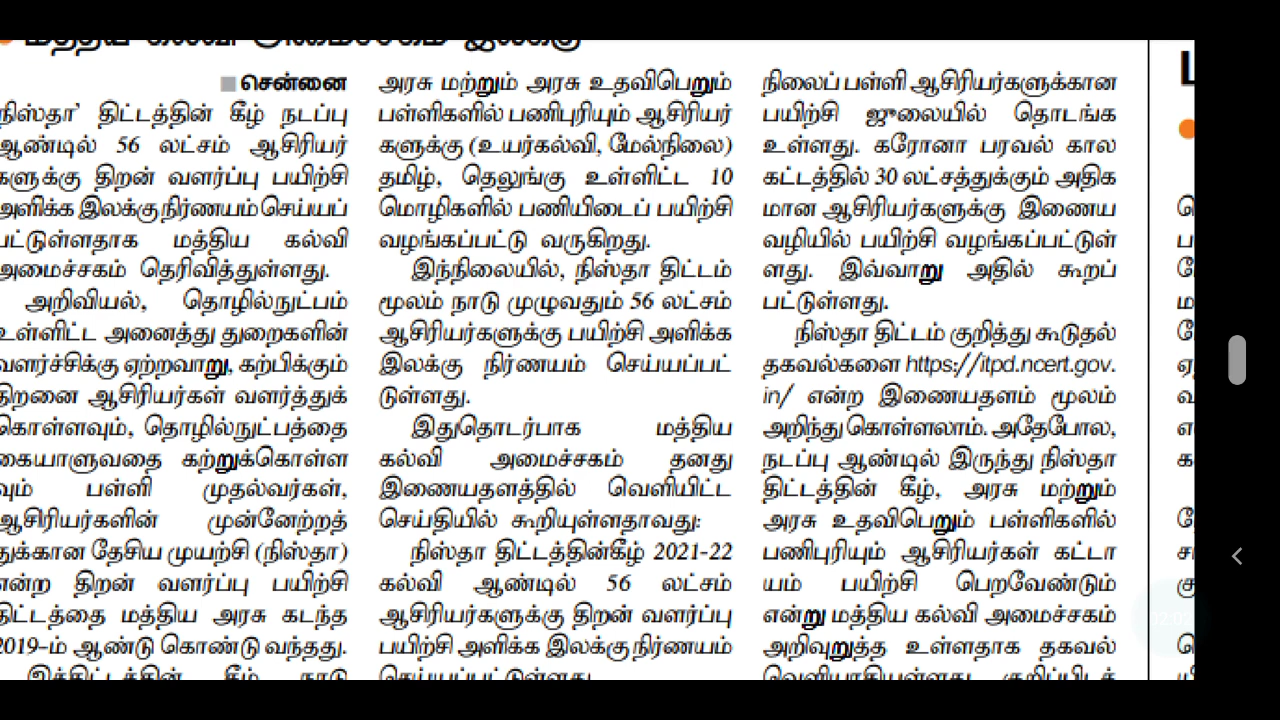 சென்னை
நிஸ்தா’ திட்டத்தின் கீழ் நடப்பு
ஆண்டில் 56 லட்சம் ஆசிரியர்
களுக்கு திறன் வளர்ப்பு பயிற்சி
அளிக்க இலக்கு நிர்ணயம் செய்யப்
பட்டுள்ளதாக மத்திய கல்வி
அமைச்சகம் தெரிவித்துள்ளது.
அறிவியல், தொழில்நுட்பம்
உள்ளிட்ட அனைத்து துறைகளின்
வளர்ச்சிக்கு ஏற்றவாறு, கற்பிக்கும்
திறனை ஆசிரியர்கள் வளர்த்துக்
கொள்ளவும், தொழில்நுட்பத்தை
கையாளுவதை கற்றுக்கொள்ள
வும் பள்ளி முதல்வர்கள்,
ஆசிரியர்களின் முன்னேற்றத்
துக்கான தேசிய முயற்சி (நிஸ்தா)
என்ற திறன் வளர்ப்பு பயிற்சி
திட்டத்தை மத்திய அரசு கடந்த
2019-ம் ஆண்டு கொண்டு வந்தது.
இத்திட்டத்தின் கீழ் நாடு
அரசு மற்றும் அரசு உதவிபெறும்
பள்ளிகளில் பணிபுரியும் ஆசிரியர்
களுக்கு (உயர்கல்வி, மேல்நிலை)
தமிழ், தெலுங்கு உள்ளிட்ட 10
மொழிகளில் பணியிடைப் பயிற்சி
வழங்கப்பட்டு வருகிறது.
இந்நிலையில், நிஸ்தா திட்டம்
மூலம் நாடு முழுவதும் 56 லட்சம்
ஆசிரியர்களுக்கு பயிற்சி அளிக்க
இலக்கு நிர்ணயம் செய்யப்பட்
டுள்ளது.
இதுதொடர்பாக மத்திய
கல்வி அமைச்சகம் தனது
இணையதளத்தில் வெளியிட்ட
செய்தியில் கூறியுள்ளதாவது:
நிஸ்தா திட்டத்தின்கீழ் 2021-22
கல்வி ஆண்டில் 56 லட்சம்
ஆசிரியர்களுக்கு திறன் வளர்ப்பு
பயிற்சி அளிக்க இலக்கு நிர்ணயம்
செய்யப்பட்டுள்ளது.
நிலைப் பள்ளி ஆசிரியர்களுக்கான
பயிற்சி ஜுலையில் தொடங்க
உள்ளது. கரோனா பரவல் கால
கட்டத்தில் 30 லட்சத்துக்கும் அதிக
மான ஆசிரியர்களுக்கு இணைய
வழியில் பயிற்சி வழங்கப்பட்டுள்
ளது. இவ்வாறு அதில் கூறப்
பட்டுள்ளது.
நிஸ்தா திட்டம் குறித்து கூடுதல்
தகவல்களை https://itpd.ncert.gov.
in/ என்ற இணையதளம் மூலம்
அறிந்து கொள்ளலாம். அதேபோல,
நடப்பு ஆண்டில் இருந்து நிஸ்தா
திட்டத்தின் கீழ், அரசு மற்றும்
அரசு உதவிபெறும் பள்ளிகளில்
பணிபுரியும் ஆசிரியர்கள் கட்டா
யம் பயிற்சி பெறவேண்டும்
என்று மத்திய கல்வி அமைச்சகம்
அறிவுறுத்த உள்ளதாக தகவல்
வெளியாகியுள்ளது. குறிப்பிடத்
02:02